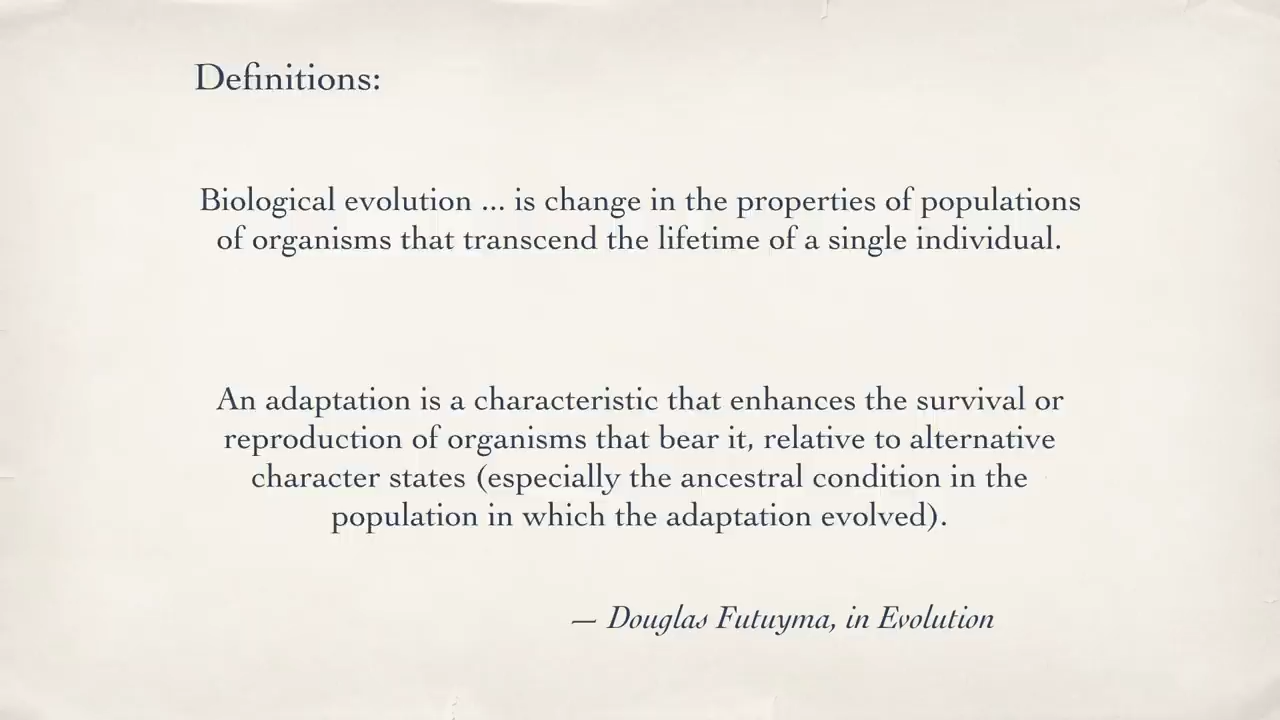 Definitions:
Biological evolution ... is change in the properties of populations
of organisms that transcend the lifetime of a single individual.
An adaptation is a characteristic that enhances the survival or
reproduction of organisms that bear it, relative to alternative
character states (especially the ancestral condition in the
population in which the adaptation evolved).
— Douglas Futuyma, in Evolution